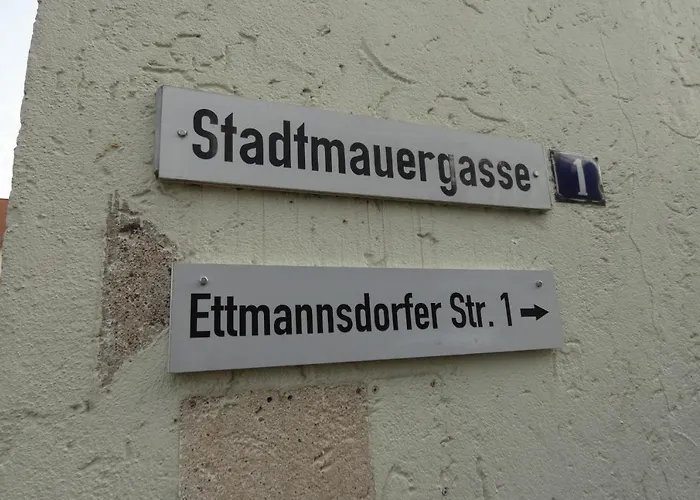 Stadtmauergasse 1
Ettmannsdorfer Str. 1 →